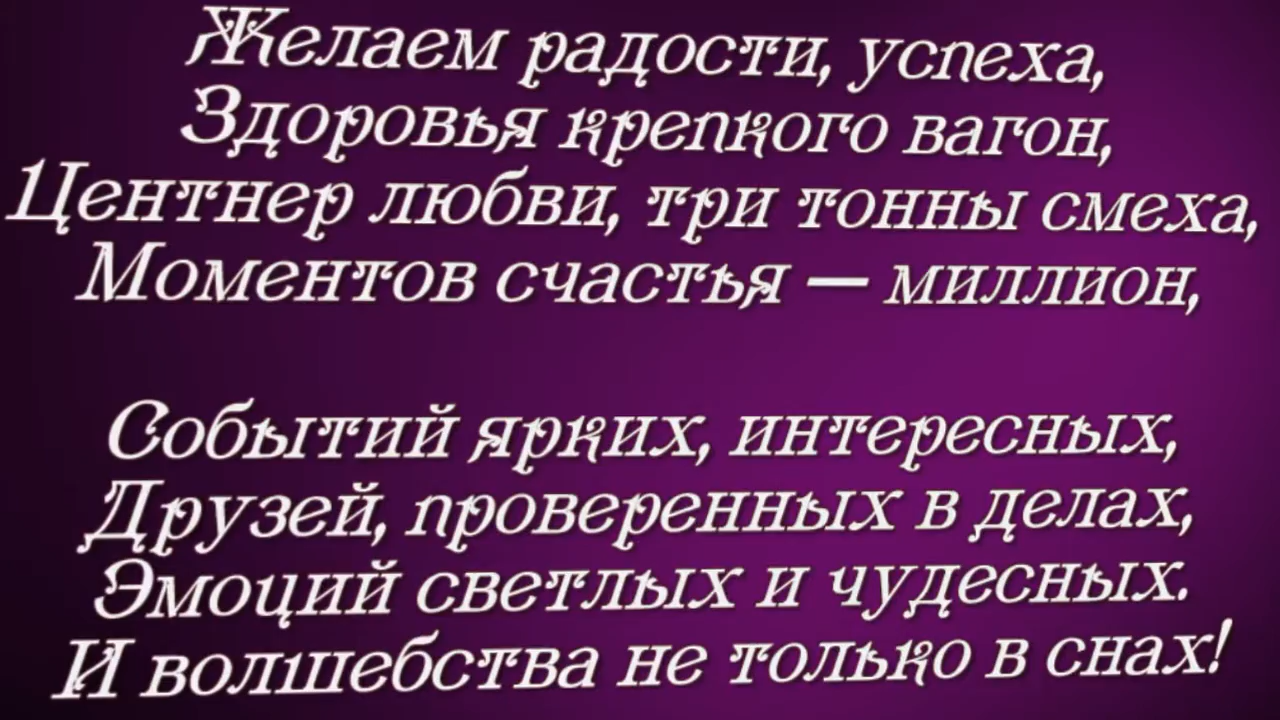 Желаем радости, успеха,
Здоровья крепкого вагон,
Центнер любви, три тонны смеха,
Моментов счастья — миллион,
Событий ярких, интересных,
Друзей, проверенных в делах,
Эмоций светлых и чудесных.
И волшебства не только в снах!